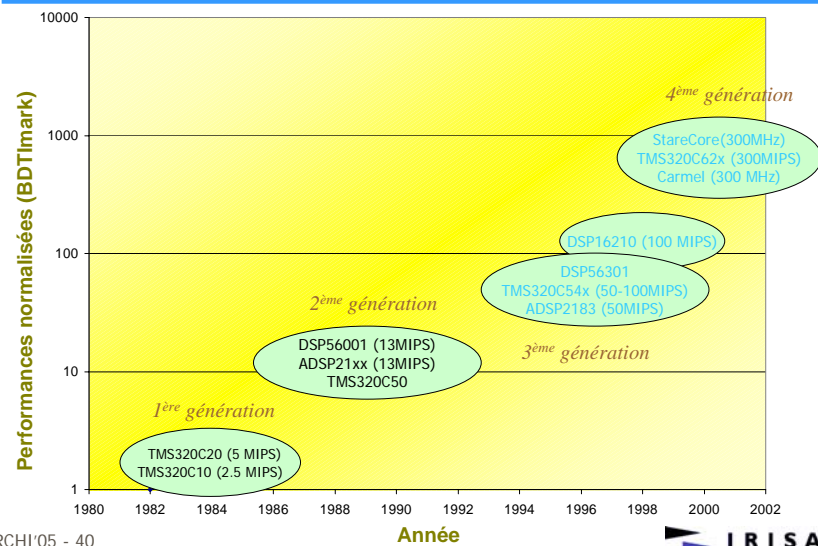 Performances normalisées (BDTImark)
10000
1000
100
10
1
4ème génération
StareCore(300MHz)
TMS320C62x (300MIPS)
Carmel (300 MHz)
DSP16210 (100 MIPS)
DSP56301
TMS320C54x (50-100MIPS)
ADSP2183 (50MIPS)
3ème génération
2ème génération
DSP56001 (13MIPS)
ADSP21xx (13MIPS)
TMS320C50
1ère génération
TMS320C20 (5 MIPS)
TMS320C10 (2.5 MIPS)
1980 1982 1984 1986 1988 1990 1992 1994 1996 1998 2000 2002
Année
RCHI'05 - 40
IRISA